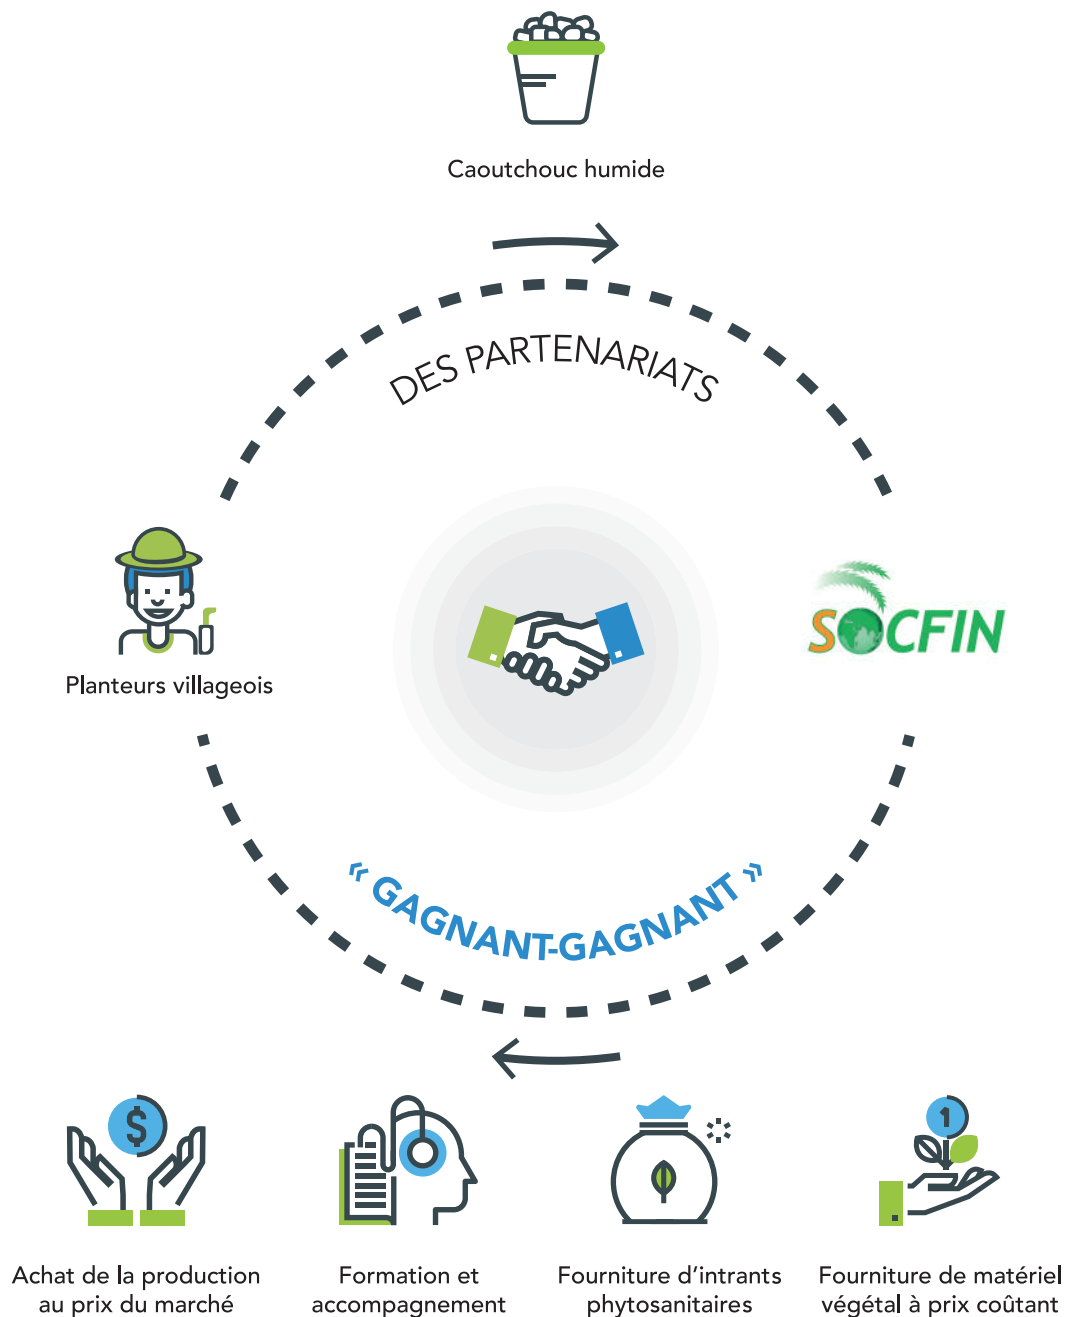 Caoutchouc humide
DES PARTENARIATS
Planteurs villageois
SOCFIN
« GAGNANT-GAGNANT »
$
1
Achat de la production
au prix du marché
Formation et
accompagnement
Fourniture d'intrants
phytosanitaires
Fourniture de matériel
végétal à prix coûtant